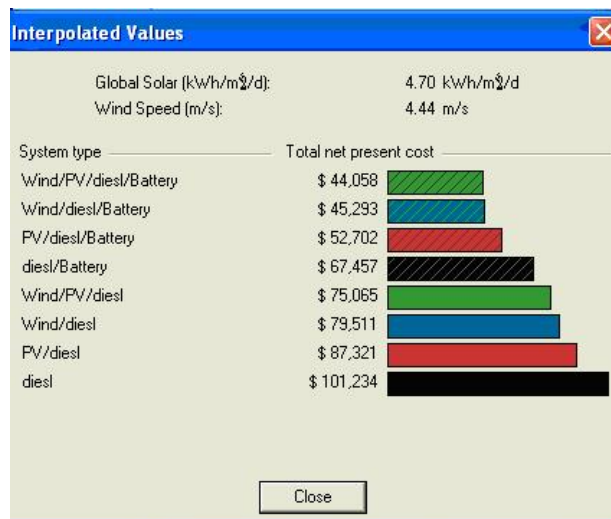 Interpolated Values
Global Solar (kWh/m2/d): 4.70 kWh/m2/d
Wind Speed (m/s): 4.44 m/s
System type Total net present cost
Wind/PV/diesl/Battery $ 44,058
Wind/diesl/Battery $ 45,293
PV/diesl/Battery $ 52,702
diesl/Battery $ 67,457
Wind/PV/diesl $ 75,065
Wind/diesl $ 79,511
PV/diesl $ 87,321
diesl $ 101,234
Close